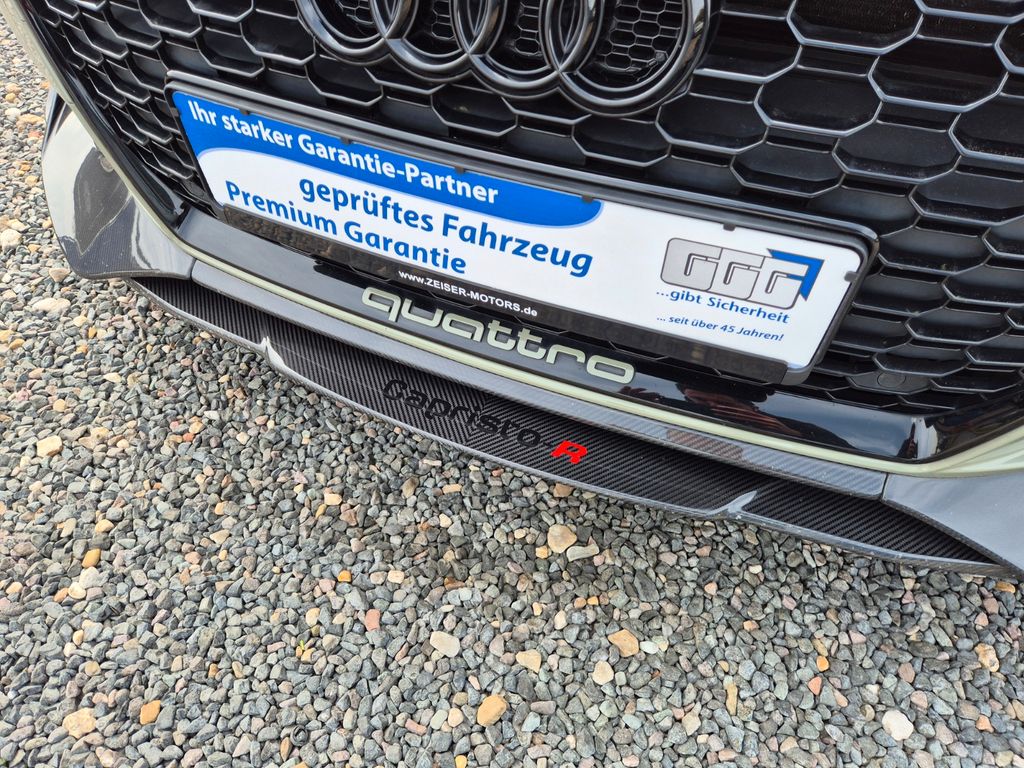 Ihr starker Garantie-Partner
geprüftes Fahrzeug
Premium Garantie
GGG
...gibt Sicherheit
... seit über 45 Jahren!
www.ZEISER-MOTORS.de
quattro
Capristo-R